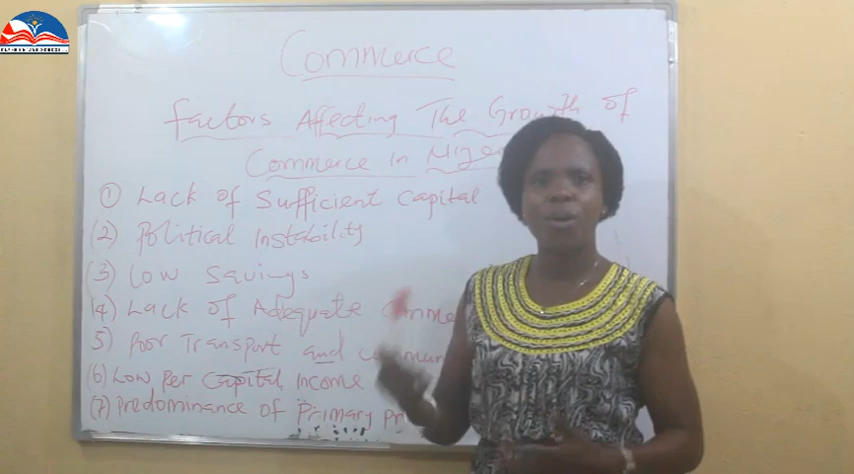 Commerce
Factors Affecting The Growth of
Commerce in
① Lack of Sufficient Capital
(2) Political Instability
(3) Low Savings
(4) Lack of Adequate
5) Poor Transport and
(6) Low Per Capital Income
(7) Predominance of Primary